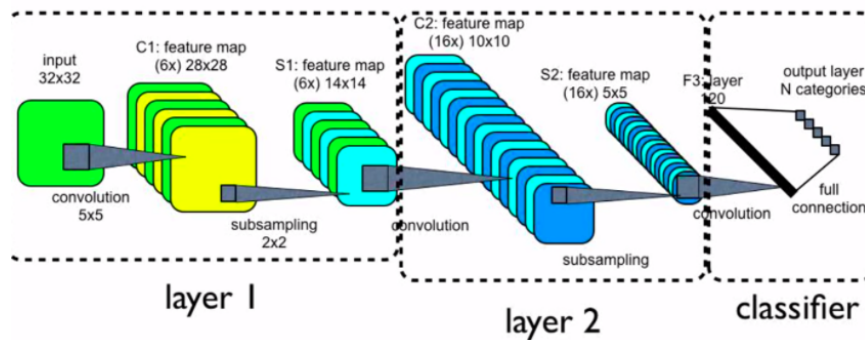 input
32x32
C1: feature map
(6x) 28x28
S1: feature map
(6x) 14x14
convolution
5x5
subsampling
2x2
layer 1
C2: feature map
(16x) 10x10
S2: feature map
(16x) 5x5
convolution
subsampling
layer 2
F3: layer
120
output layer
N categories
convolution
full
connection
classifier